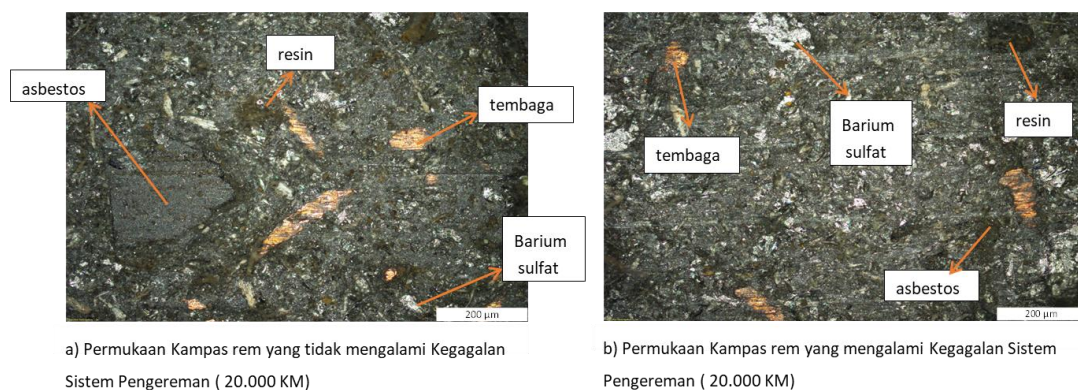 resin
asbestos
tembaga
Barium
sulfat
200 µm
a) Permukaan Kampas rem yang tidak mengalami Kegagalan
Sistem Pengereman ( 20.000 KM)
tembaga
Barium
sulfat
resin
asbestos
200 µm
b) Permukaan Kampas rem yang mengalami Kegagalan Sistem
Pengereman ( 20.000 KM)